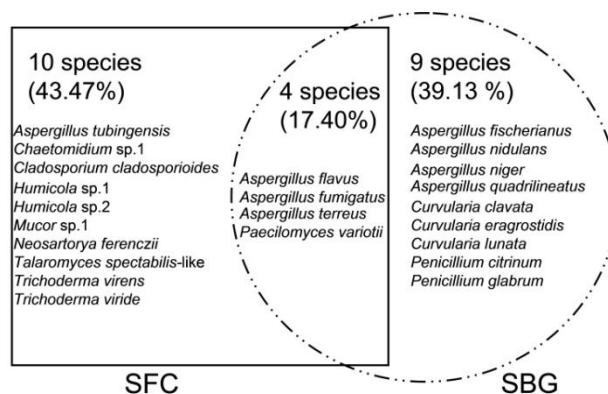 10 species
(43.47%)
Aspergillus tubingensis
Chaetomidium sp.1
Cladosporium cladosporioides
Humicola sp.1
Humicola sp.2
Mucor sp.1
Neosartorya ferenczii
Talaromyces spectabilis-like
Trichoderma virens
Trichoderma viride
4 species
(17.40%)
Aspergillus flavus
Aspergillus fumigatus
Aspergillus terreus
Paecilomyces variotii
9 species
(39.13 %)
Aspergillus fischerianus
Aspergillus nidulans
Aspergillus niger
Aspergillus quadrilineatus
Curvularia clavata
Curvularia eragrostidis
Curvularia lunata
Penicillium citrinum
Penicillium glabrum
SFC
SBG